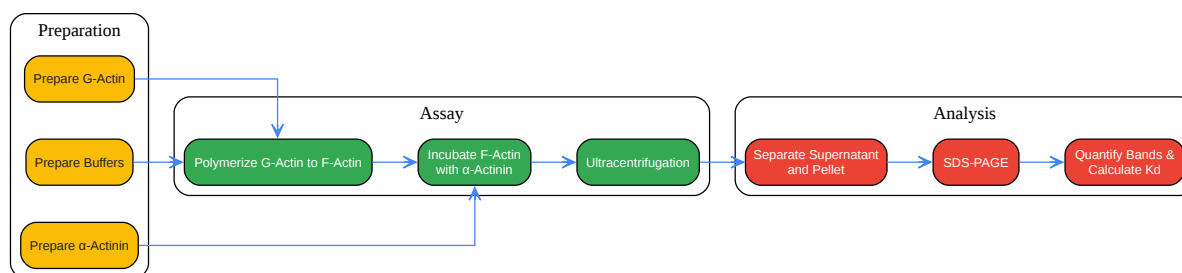 Preparation
Prepare G-Actin
Prepare Buffers
Prepare α-Actinin
Assay
Polymerize G-Actin to F-Actin
Incubate F-Actin
with α-Actinin
Ultracentrifugation
Analysis
Separate Supernatant
and Pellet
SDS-PAGE
Quantify Bands &
Calculate Kd